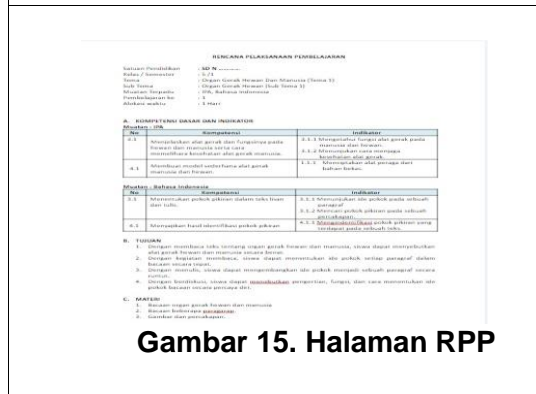 RENCANA PELAKSANAAN PEMBELAJARAN
Satuan Pendidikan : SD N ............
Kelas / Semester : 5 /1
Tema : Organ Gerak Hewan Dan Manusia (Tema 1)
Sub Tema : Organ Gerak Hewan (Sub Tema 1)
Muatan Terpadu : IPA, Bahasa Indonesia
Pembelajaran ke : 1
Alokasi waktu : 1 Hari
A. KOMPETENSI DASAR DAN INDIKATOR
Muatan : IPA
No Kompetensi Indikator
3.1 Menjelaskan alat gerak dan fungsinya pada hewan dan manusia serta cara memelihara kesehatan alat gerak manusia.
3.1.1 Mengetahui fungsi alat gerak pada manusia dan hewan.
3.1.2 Menunjukan cara menjaga kesehatan alat gerak.
4.1 Membuat model sederhana alat gerak manusia dan hewan.
Menciptakan alat peraga dari bahan bekas.
Muatan : Bahasa Indonesia
No Kompetensi Indikator
3.1 Menentukan pokok pikiran dalam teks lisan dan tulis.
3.1.1 Menunjukan ide pokok pada sebuah paragraf
3.1.2 Mencari pokok pikiran pada sebuah percakapan.
4.1 Menyajikan hasil identifikasi pokok pikiran
4.1.1 Mengidentifikasi pokok pikiran yang terdapat pada sebuah teks.
B. TUJUAN
1. Dengan membaca teks tentang organ gerak hewan dan manusia, siswa dapat menyebutkan
alat gerak hewan dan manusia secara benar.
2. Dengan kegiatan membaca, siswa dapat menentukan ide pokok setiap paragraf dalam
bacaan secara tepat.
3. Dengan menulis, siswa dapat mengembangkan ide pokok menjadi sebuah paragraf secara
runtut.
4. Dengan berdiskusi, siswa dapat menyebutkan pengertian, fungsi, dan cara menentukan ide
pokok bacaan secara percaya diri.
C. MATERI
1. Bacaan organ gerak hewan dan manusia
2. Bacaan beberapa paragaraf.
3. Gambar dan percakapan.
Gambar 15. Halaman RPP